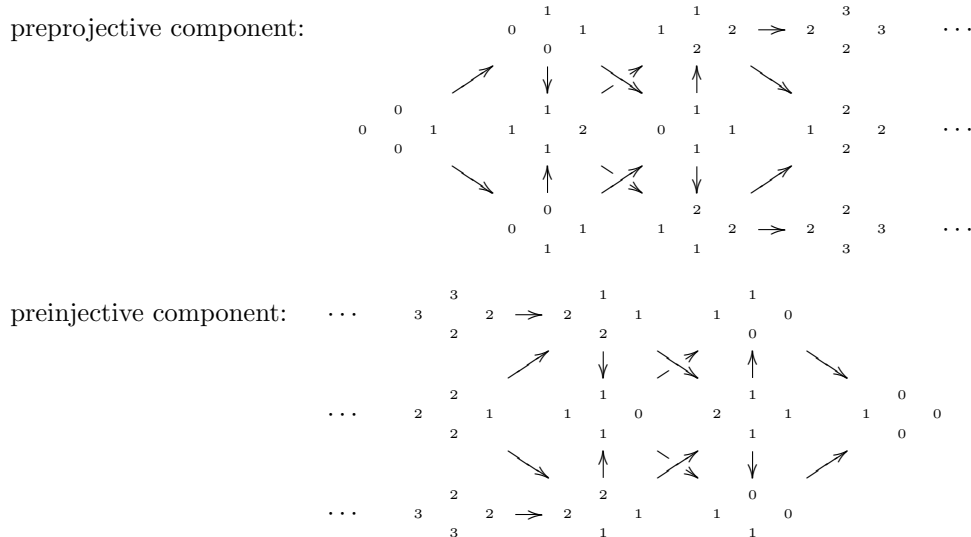 1 1 3
preprojective component: 0 1 1 2 2 3 ···
0 2 2
0 1 1 2
0 1 1 2 0 1 1 2 ···
0 1 1 2
0 2 2
0 1 1 2 2 3 ···
1 1 3
3 1 1
preinjective component: ··· 3 2 2 1 1 0
2 2 0
2 1 1 0
··· 2 1 1 0 2 1 1 0
2 1 1 0
2 2 0
··· 3 2 2 1 1 0
3 1 1